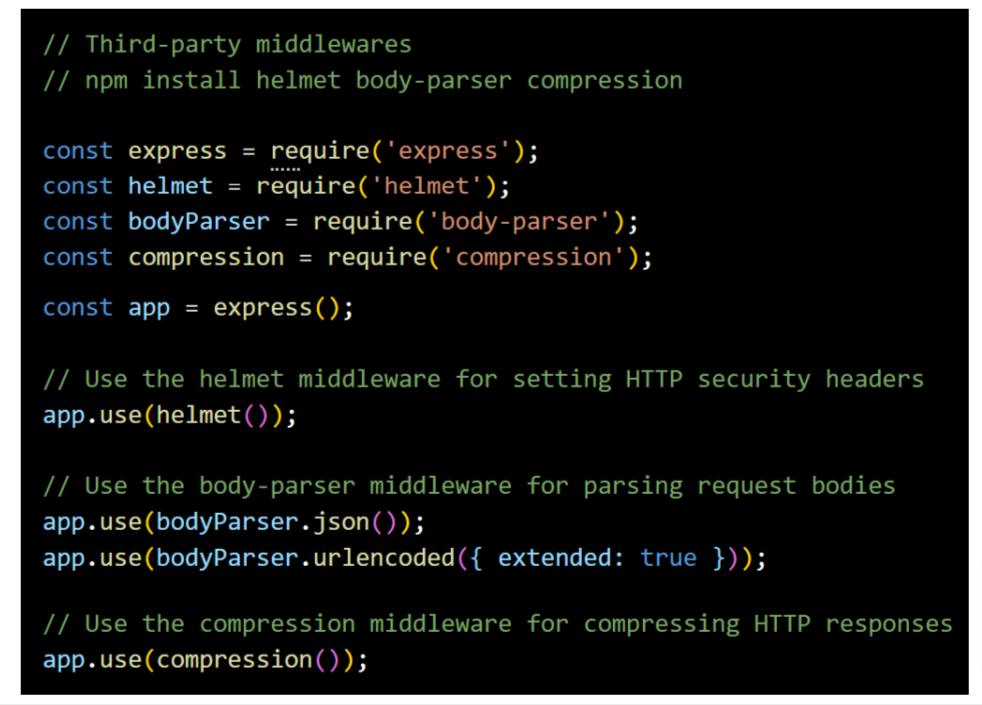 // Third-party middlewares
// npm install helmet body-parser compression
const express = require('express');
const helmet = require('helmet');
const bodyParser = require('body-parser');
const compression = require('compression');
const app = express();
// Use the helmet middleware for setting HTTP security headers
app.use(helmet());
// Use the body-parser middleware for parsing request bodies
app.use(bodyParser.json());
app.use(bodyParser.urlencoded({ extended: true }));
// Use the compression middleware for compressing HTTP responses
app.use(compression());